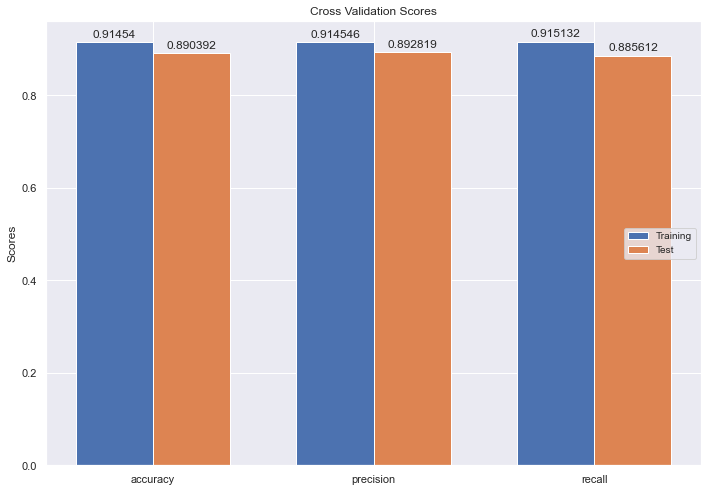 Cross Validation Scores
0.91454
0.890392
0.914546
0.892819
0.915132
0.885612
0.8
0.6
0.4
0.2
0.0
Scores
Training
Test
accuracy
precision
recall